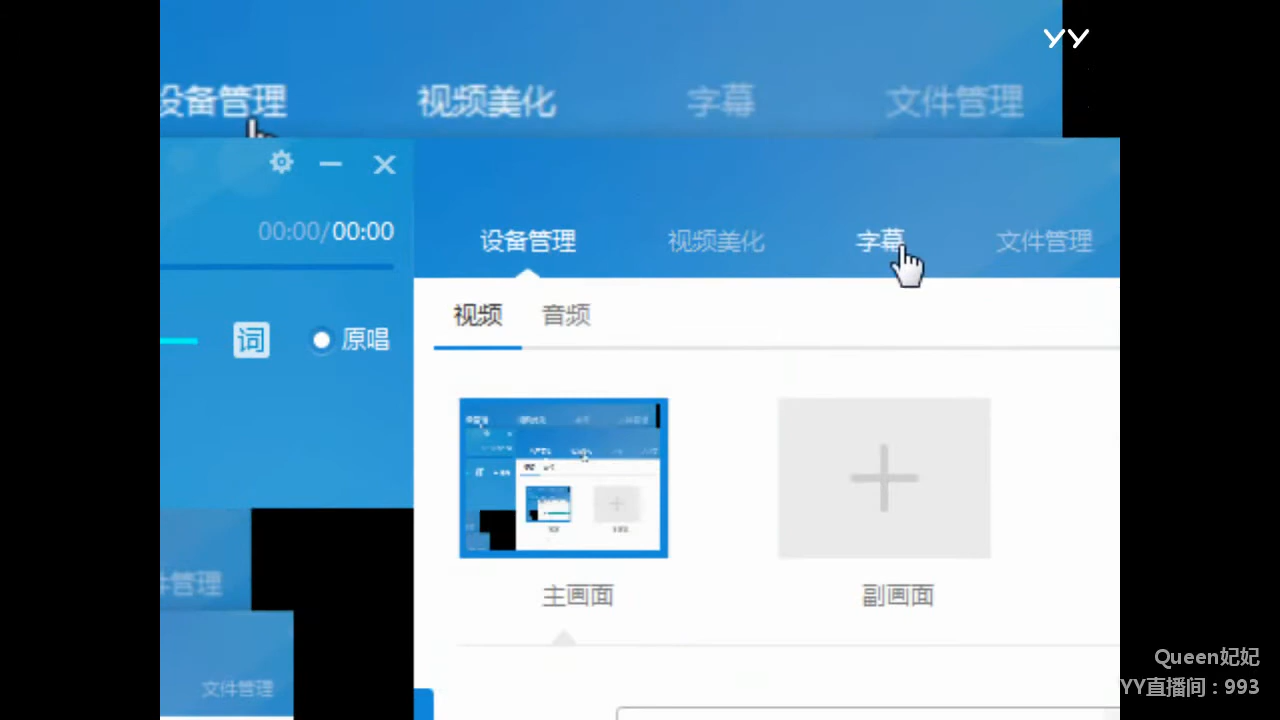 YY
设备管理 视频美化 字幕 文件管理
00:00/00:00
设备管理 视频美化 字幕 文件管理
视频 音频
词 原唱
主画面 副画面
件管理
文件管理
Queen妃妃
YY直播间:993